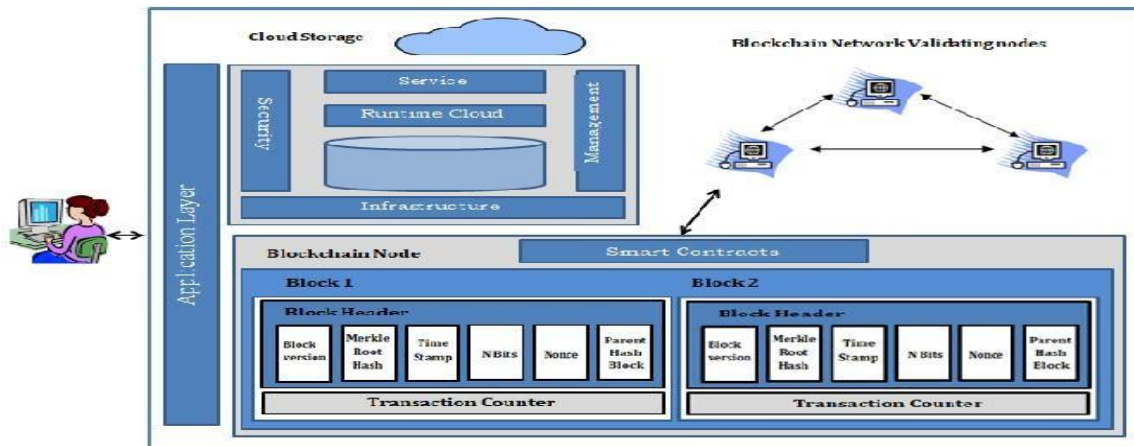 Cloud Storage
Blockchain Network Validating nodes
Application Layer
Security
Service
Runtime Cloud
Management
Infrastructure
Blockchain Node
Smart Contracts
Block 1
Block Header
Block version
Merkle Root Hash
Time Stamp
N Bits
Nonce
Parent Hash Block
Transaction Counter
Block 2
Block Header
Block version
Merkle Root Hash
Time Stamp
N Bits
Nonce
Parent Hash Block
Transaction Counter